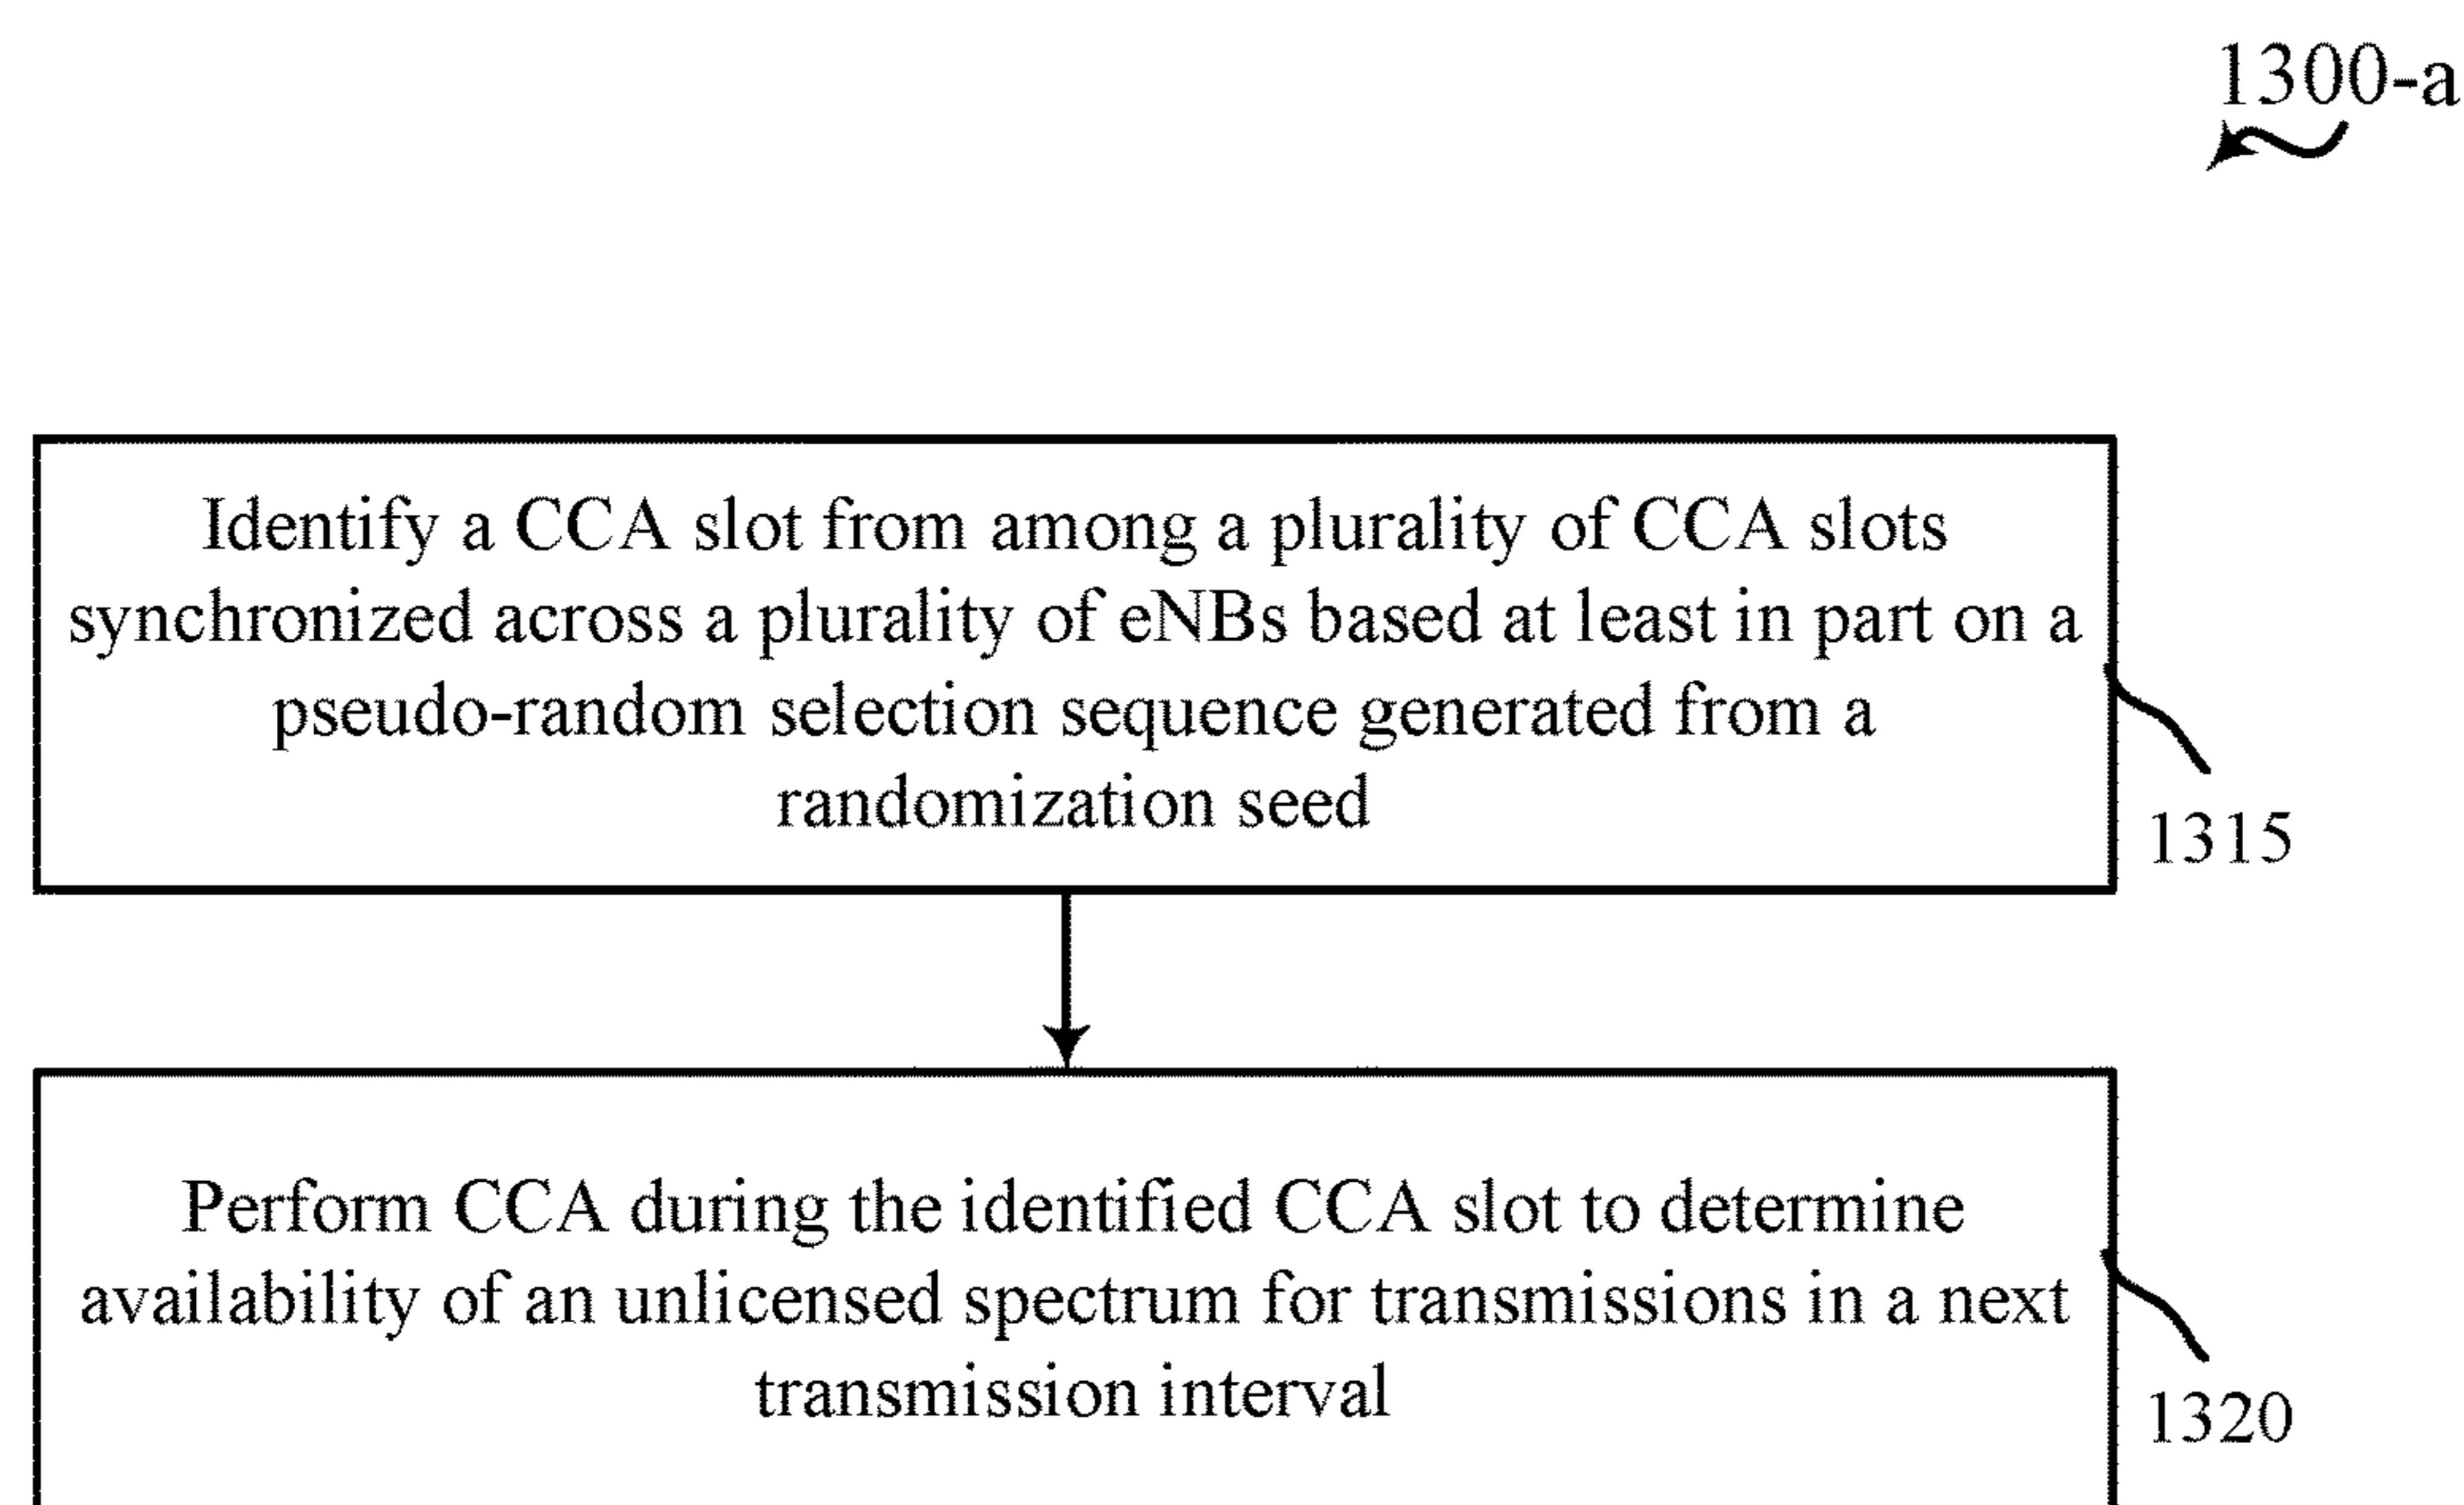 1300-a
Identify a CCA slot from among a plurality of CCA slots
synchronized across a plurality of eNBs based at least in part on a
pseudo-random selection sequence generated from a
randomization seed
1315
Perform CCA during the identified CCA slot to determine
availability of an unlicensed spectrum for transmissions in a next
transmission interval
1320